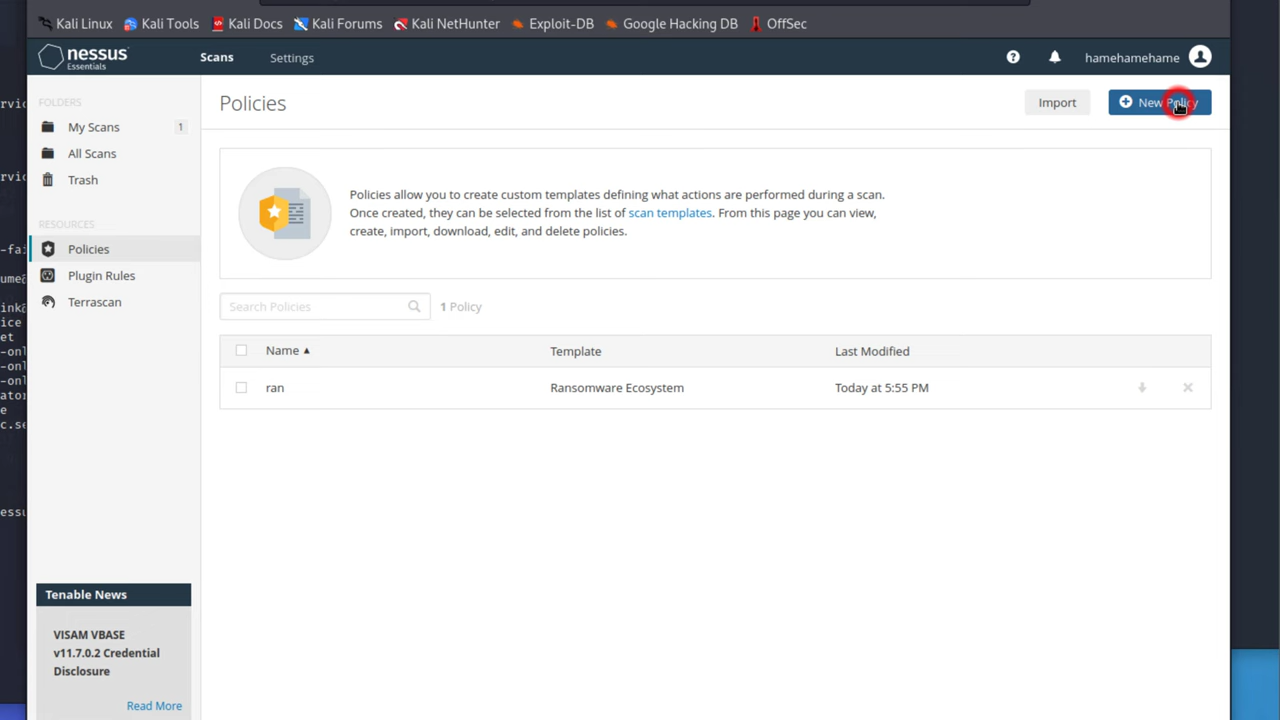 Kali Linux Kali Tools Kali Docs Kali Forums Kali NetHunter Exploit-DB Google Hacking DB OffSec
nessus
Essentials
Scans Settings
hamehamehame
FOLDERS
My Scans 1
All Scans
Trash
RESOURCES
Policies
Plugin Rules
Terrascan
Policies
Import
New Policy
Policies allow you to create custom templates defining what actions are performed during a scan.
Once created, they can be selected from the list of scan templates. From this page you can view,
create, import, download, edit, and delete policies.
Search Policies 1 Policy
Name Template Last Modified
ran Ransomware Ecosystem Today at 5:55 PM
Tenable News
VISAM VBASE
v11.7.0.2 Credential
Disclosure
Read More